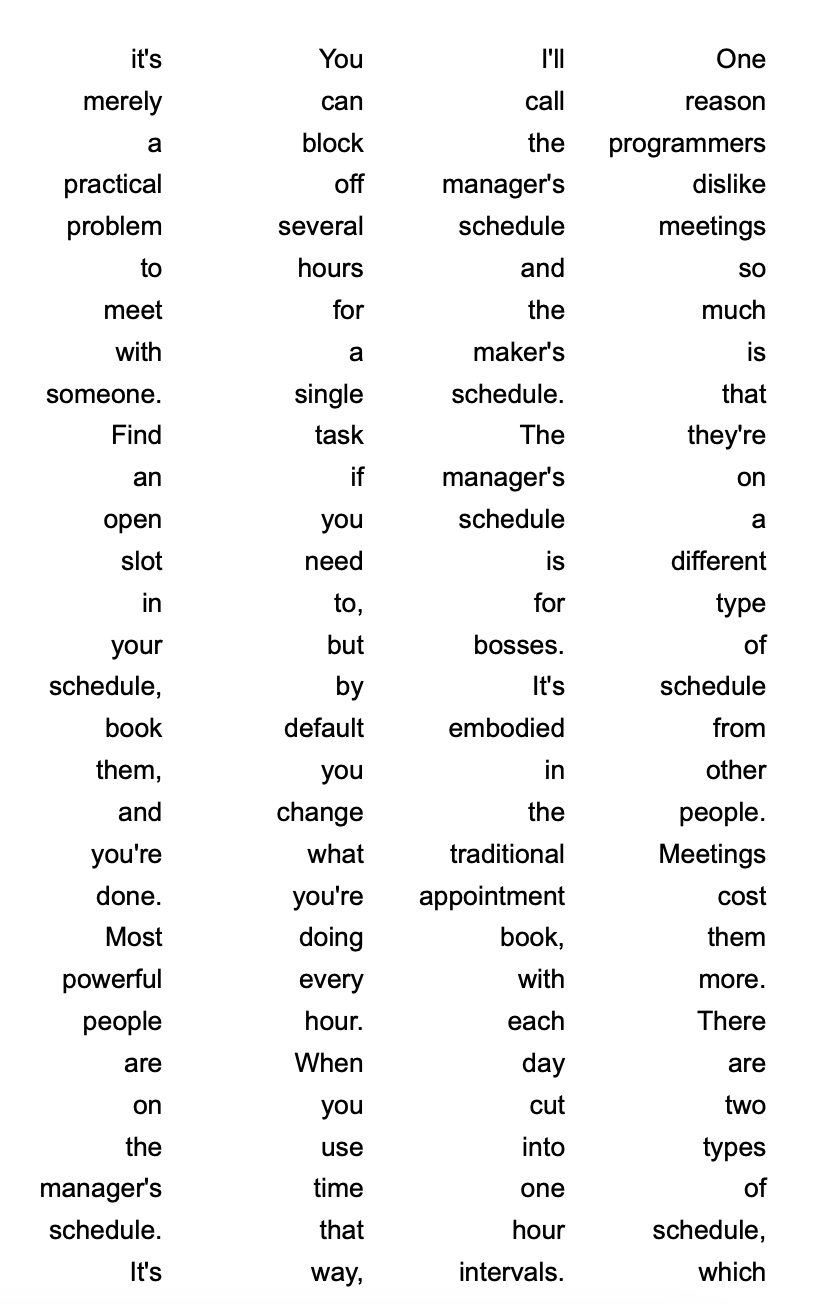 One reason programmers dislike meetings so much is that they're on a different type of schedule from other people. Meetings cost them more. There are two types of schedule, which
I'll call the manager's schedule and the maker's schedule. The manager's schedule is for bosses. It's embodied in the traditional appointment book, with each day cut into one hour intervals.
You can block off several hours for a single task if you need to, but by default you change what you're doing every hour. When you use time that way,
it's merely a practical problem to meet with someone. Find an open slot in your schedule, book them, and you're done. Most powerful people are on the manager's schedule. It's